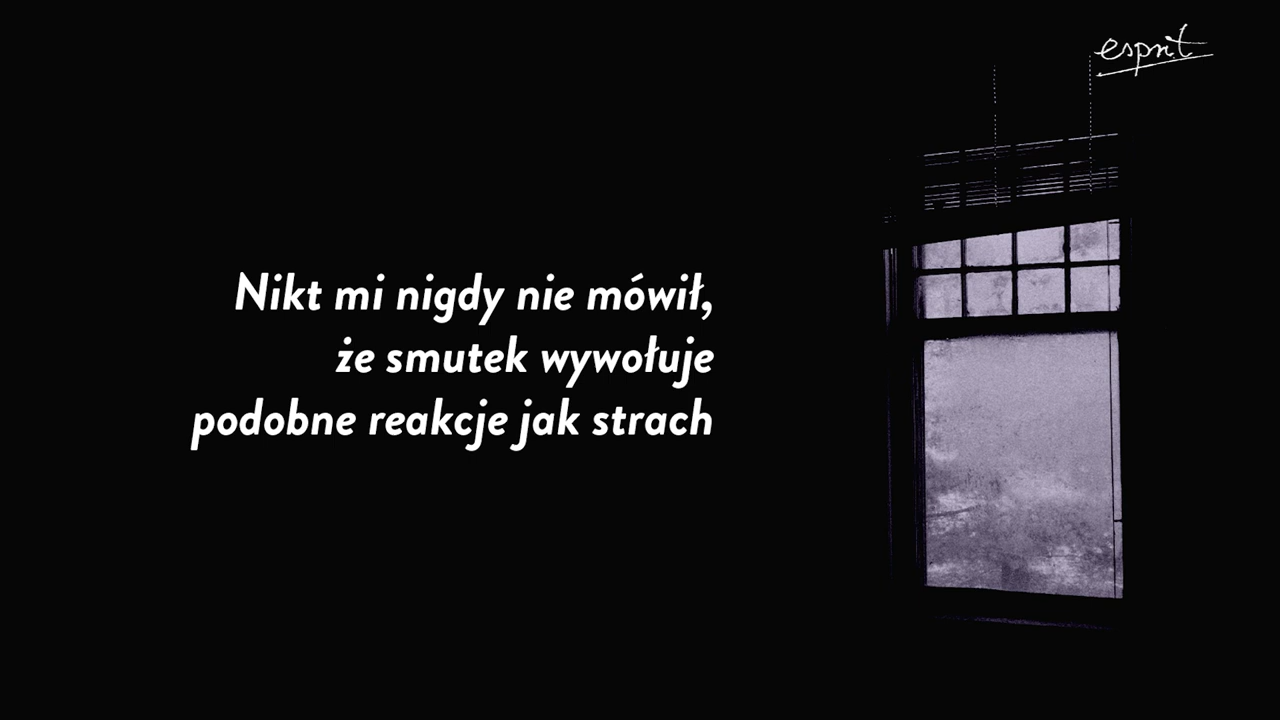 esprit
Nikt mi nigdy nie mówił,
że smutek wywołuje
podobne reakcje jak strach